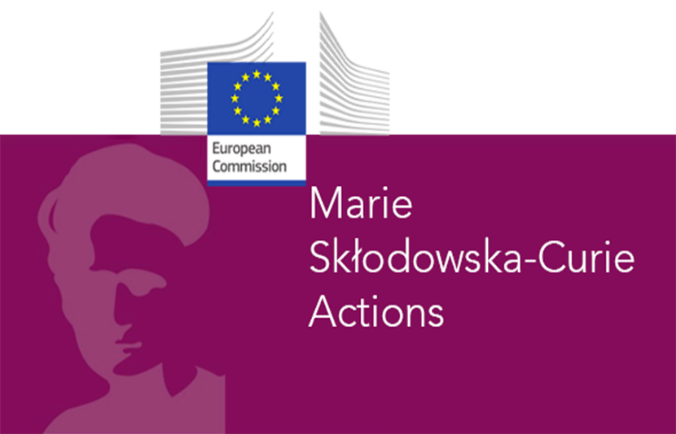 European
Commission
Marie
Skłodowska-Curie
Actions